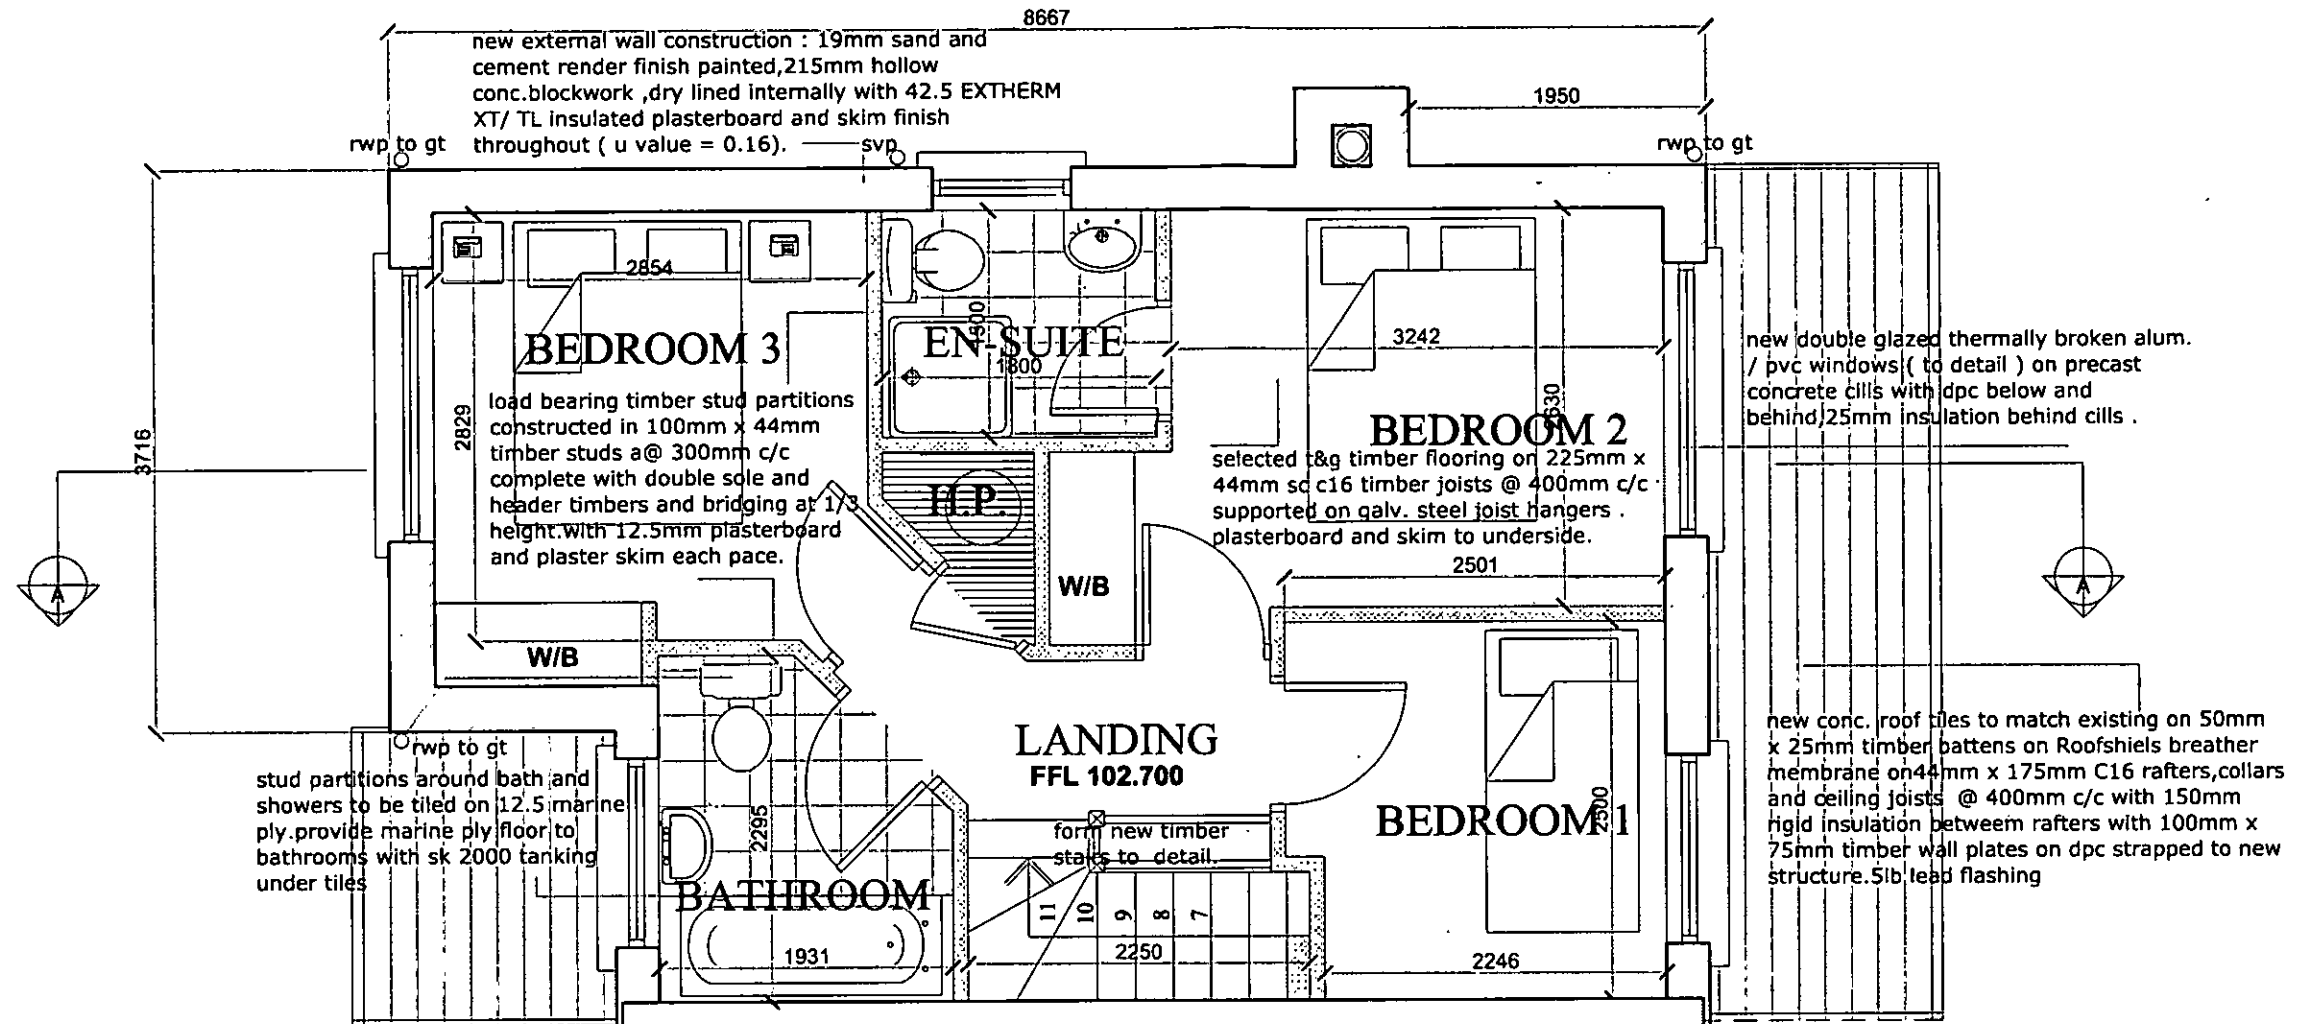 8667
new external wall construction : 19mm sand and
cement render finish painted,215mm hollow
conc.blockwork ,dry lined internally with 42.5 EXTHERM
XT/ TL insulated plasterboard and skim finish
throughout ( u value = 0.16).
svp
rwp to gt
1950
rwp to gt
2854
BEDROOM 3
load bearing timber stud partitions
constructed in 100mm x 44mm
timber studs a@ 300mm c/c
complete with double sole and
header timbers and bridging at 1/3
height.with 12.5mm plasterboard
and plaster skim each pace.
2829
3716
A
W/B
EN-SUITE
1500
1800
H.P.
W/B
3242
BEDROOM 2
selected t&g timber flooring on 225mm x
44mm sc c16 timber joists @ 400mm c/c
supported on galv. steel joist hangers .
plasterboard and skim to underside.
2501
new double glazed thermally broken alum.
/ pvc windows ( to detail ) on precast
concrete cills with dpc below and
behind,25mm insulation behind cills .
A
rwp to gt
stud partitions around bath and
showers to be tiled on 12.5 marine
ply.provide marine ply floor to
bathrooms with sk 2000 tanking
under tiles
2295
BATHROOM
1931
LANDING
FFL 102.700
form new timber
stairs to detail.
11
10
9
8
7
2250
BEDROOM 1
2500
2246
new conc. roof tiles to match existing on 50mm
x 25mm timber battens on Roofshiels breather
membrane on44mm x 175mm C16 rafters,collars
and ceiling joists @ 400mm c/c with 150mm
rigid insulation betweem rafters with 100mm x
75mm timber wall plates on dpc strapped to new
structure.5lb lead flashing